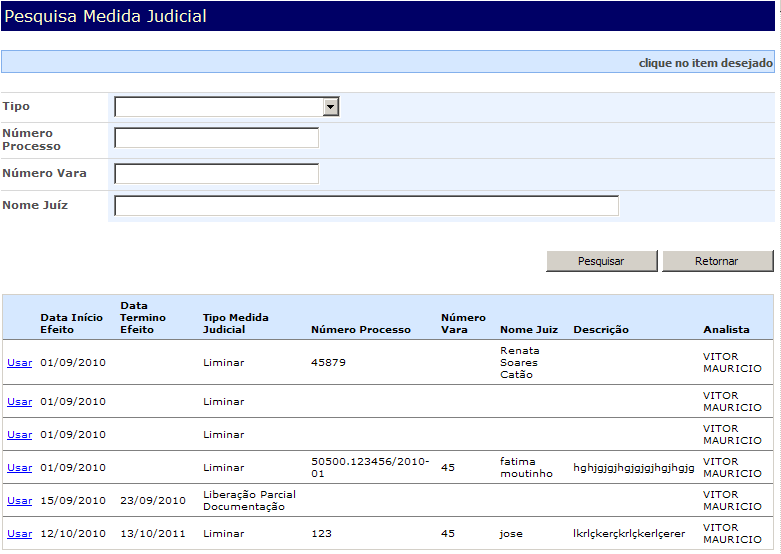 Pesquisa Medida Judicial
clique no item desejado
Tipo
Número
Processo
Número Vara
Nome Juíz
Pesquisar Retornar
Data Início Efeito Data Termino Efeito Tipo Medida Judicial Número Processo Número Vara Nome Juiz Descrição Analista
Usar 01/09/2010 Liminar 45879 Renata Soares Catão VITOR MAURICIO
Usar 01/09/2010 Liminar VITOR MAURICIO
Usar 01/09/2010 Liminar VITOR MAURICIO
Usar 01/09/2010 Liminar 50500.123456/2010-01 45 fatima moutinho hghjgjgjhgjgjgjhgjhgjg VITOR MAURICIO
Usar 15/09/2010 23/09/2010 Liberação Parcial Documentação VITOR MAURICIO
Usar 12/10/2010 13/10/2011 Liminar 123 45 jose lkrlçkerçkrlçkerlçerer VITOR MAURICIO